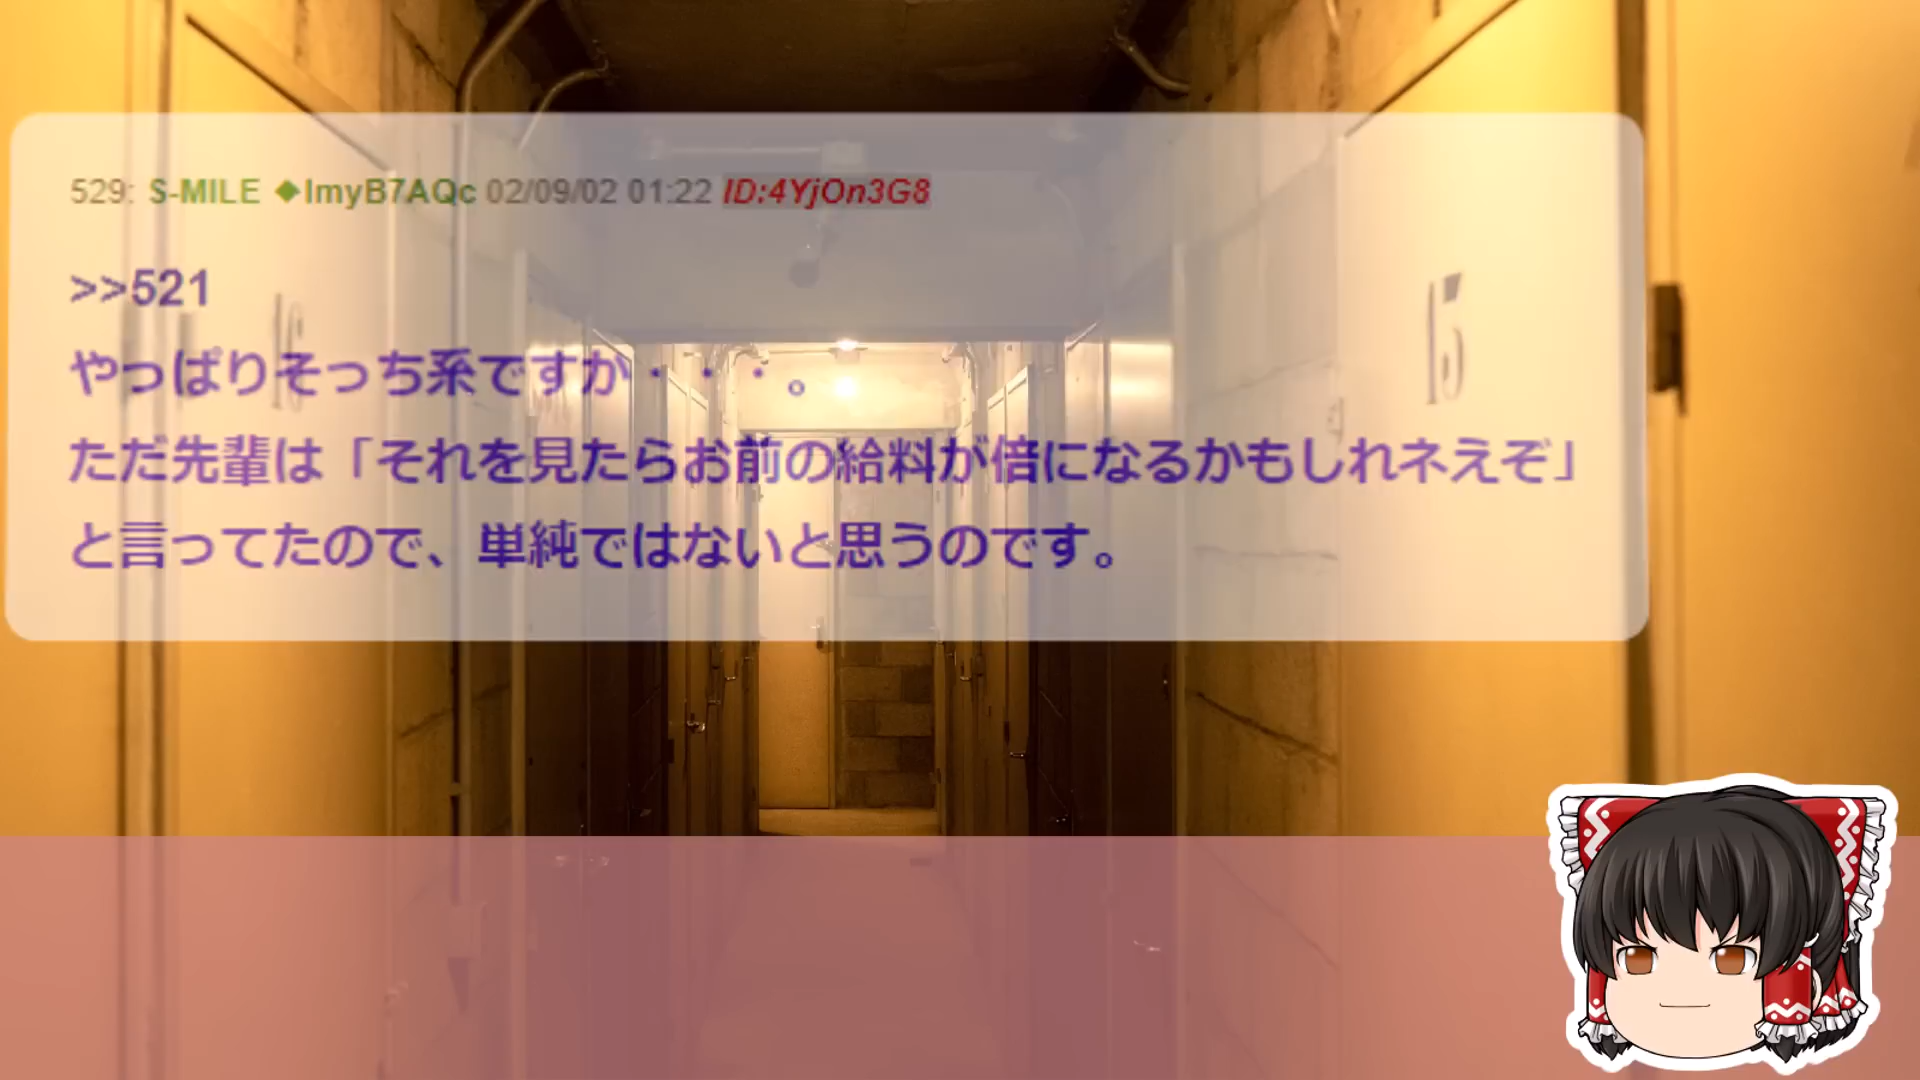 529: S-MILE ◆ImyB7AQc 02/09/02 01:22 ID:4YjOn3G8
>>521
やっぱりそっち系ですか・・・。
ただ先輩は「それを見たらお前の給料が倍になるかもしれネえぞ」
と言ってたので、単純ではないと思うのです。
16
15